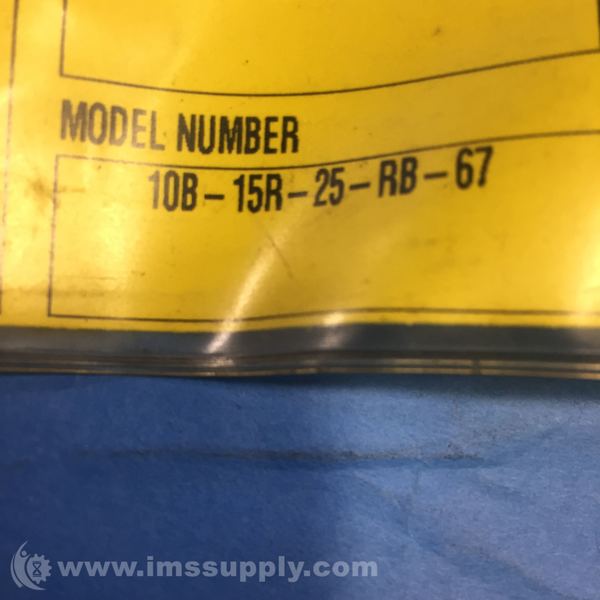 MODEL NUMBER
10B-15R-25-RB-67
www.imssupply.com